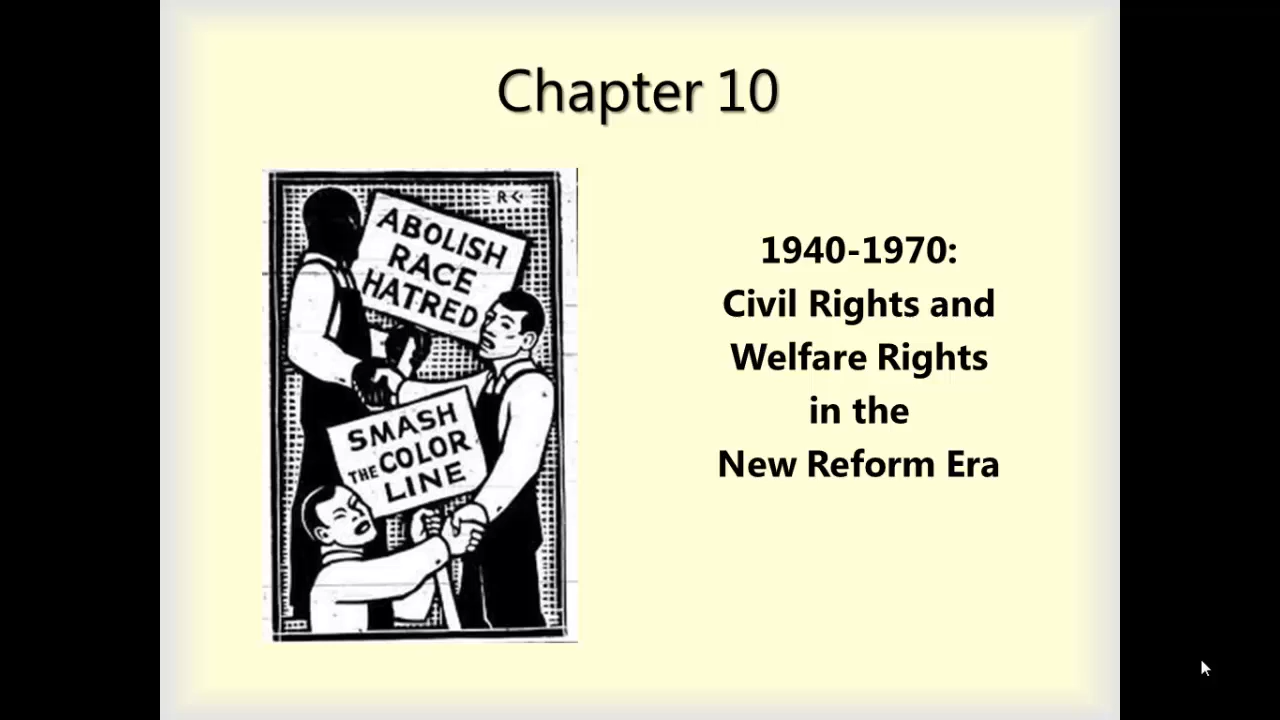 Chapter 10
ABOLISH
RACE
HATRED
SMASH
THE COLOR
LINE
1940-1970:
Civil Rights and
Welfare Rights
in the
New Reform Era